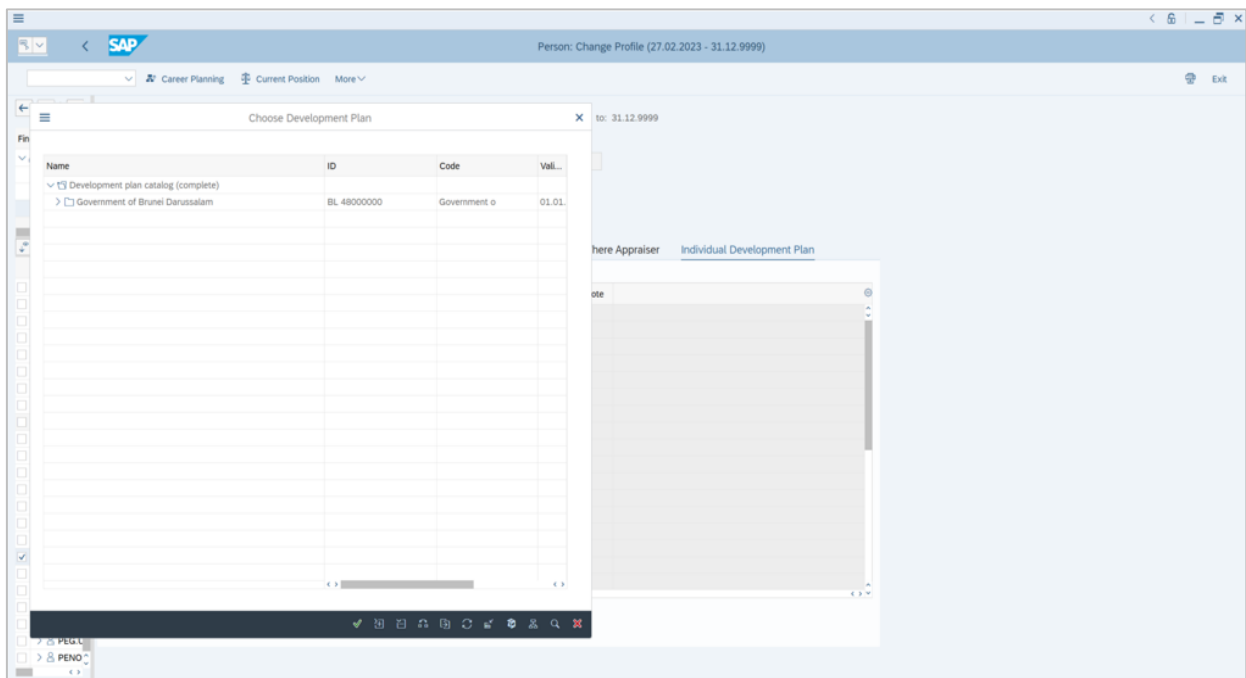 SAP
Person: Change Profile (27.02.2023 - 31.12.9999)
Career Planning Current Position More Exit
Choose Development Plan
to: 31.12.9999
Fin
Name ID Code Vali...
Development plan catalog (complete)
Government of Brunei Darussalam BL 48000000 Government o 01.01.
here Appraiser Individual Development Plan
ote
PEG.U
PENO